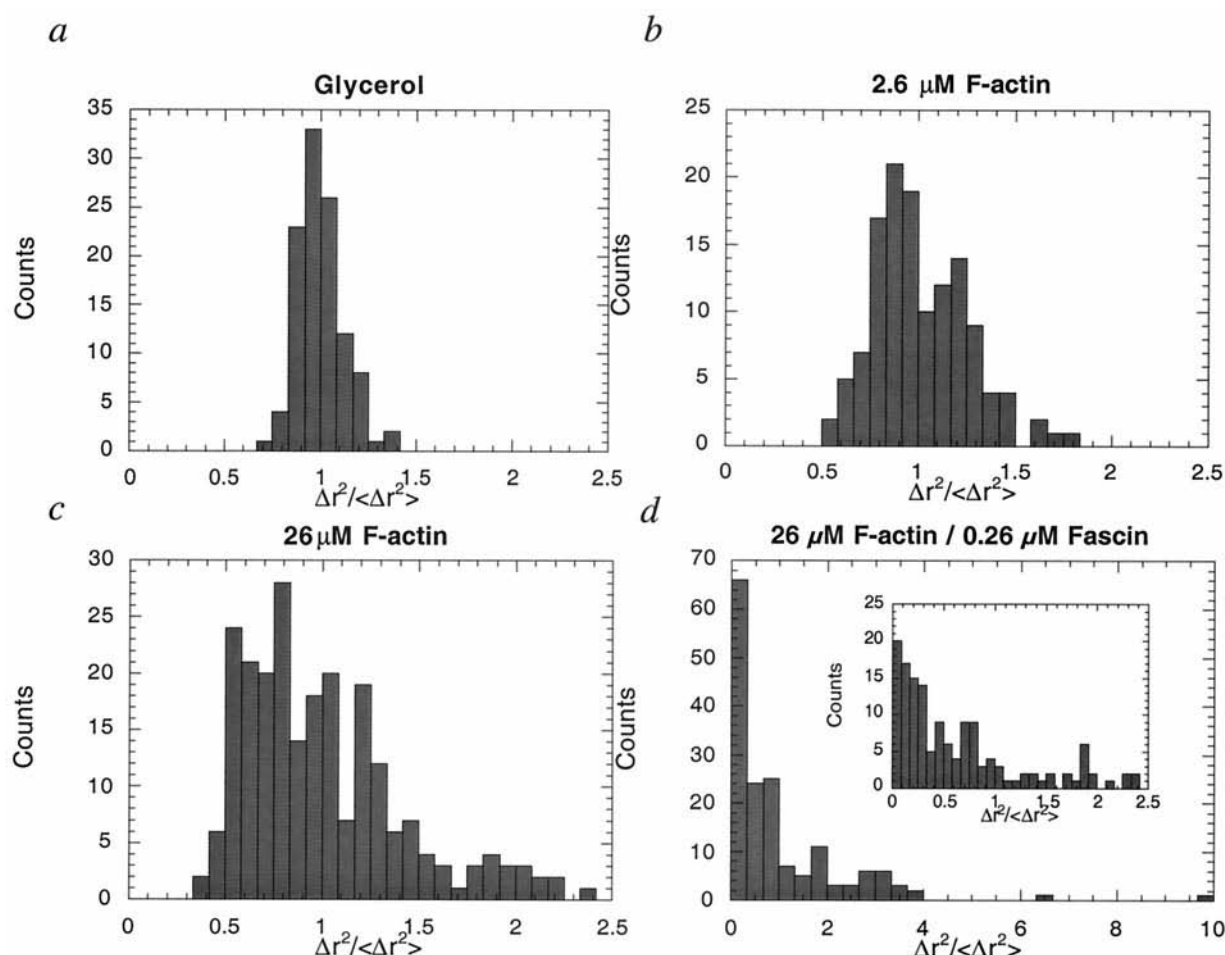 a
Glycerol
Counts
35
30
25
20
15
10
5
0
0 0.5 1 1.5 2 2.5
Δr²/<Δr²>
b
2.6 μM F-actin
Counts
25
20
15
10
5
0
0 0.5 1 1.5 2 2.5
Δr²/<Δr²>
c
26 μM F-actin
Counts
30
25
20
15
10
5
0
0 0.5 1 1.5 2 2.5
Δr²/<Δr²>
d
26 μM F-actin / 0.26 μM Fascin
Counts
70
60
50
40
30
20
10
0
0 2 4 6 8 10
Δr²/<Δr²>
Counts
25
20
15
10
5
0
0 0.5 1 1.5 2 2.5
Δr²/<Δr²>